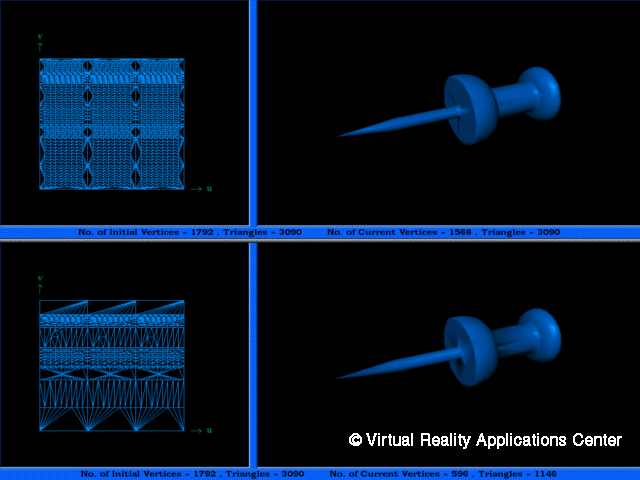 v
u
No. of Initial Vertices - 1792 , Triangles - 3090 No. of Current Vertices - 1568 , Triangles - 3090
v
u
© Virtual Reality Applications Center
No. of Initial Vertices - 1792 , Triangles - 3090 No. of Current Vertices - 596 , Triangles - 1146